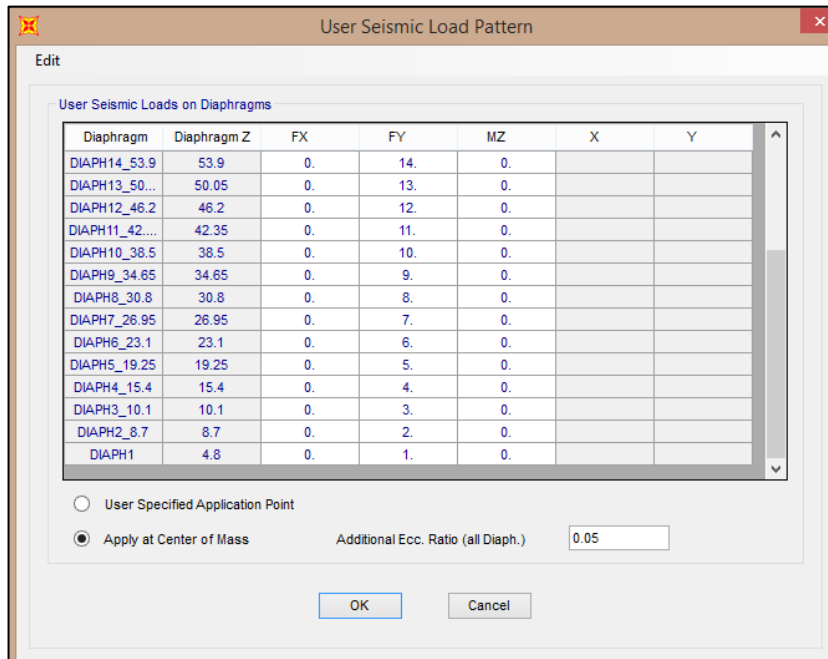 User Seismic Load Pattern
Edit
User Seismic Loads on Diaphragms
Diaphragm Diaphragm Z FX FY MZ X Y
DIAPH14_53.9 53.9 0. 14. 0.
DIAPH13_50... 50.05 0. 13. 0.
DIAPH12_46.2 46.2 0. 12. 0.
DIAPH11_42.... 42.35 0. 11. 0.
DIAPH10_38.5 38.5 0. 10. 0.
DIAPH9_34.65 34.65 0. 9. 0.
DIAPH8_30.8 30.8 0. 8. 0.
DIAPH7_26.95 26.95 0. 7. 0.
DIAPH6_23.1 23.1 0. 6. 0.
DIAPH5_19.25 19.25 0. 5. 0.
DIAPH4_15.4 15.4 0. 4. 0.
DIAPH3_10.1 10.1 0. 3. 0.
DIAPH2_8.7 8.7 0. 2. 0.
DIAPH1 4.8 0. 1. 0.
User Specified Application Point
Apply at Center of Mass Additional Ecc. Ratio (all Diaph.) 0.05
OK Cancel